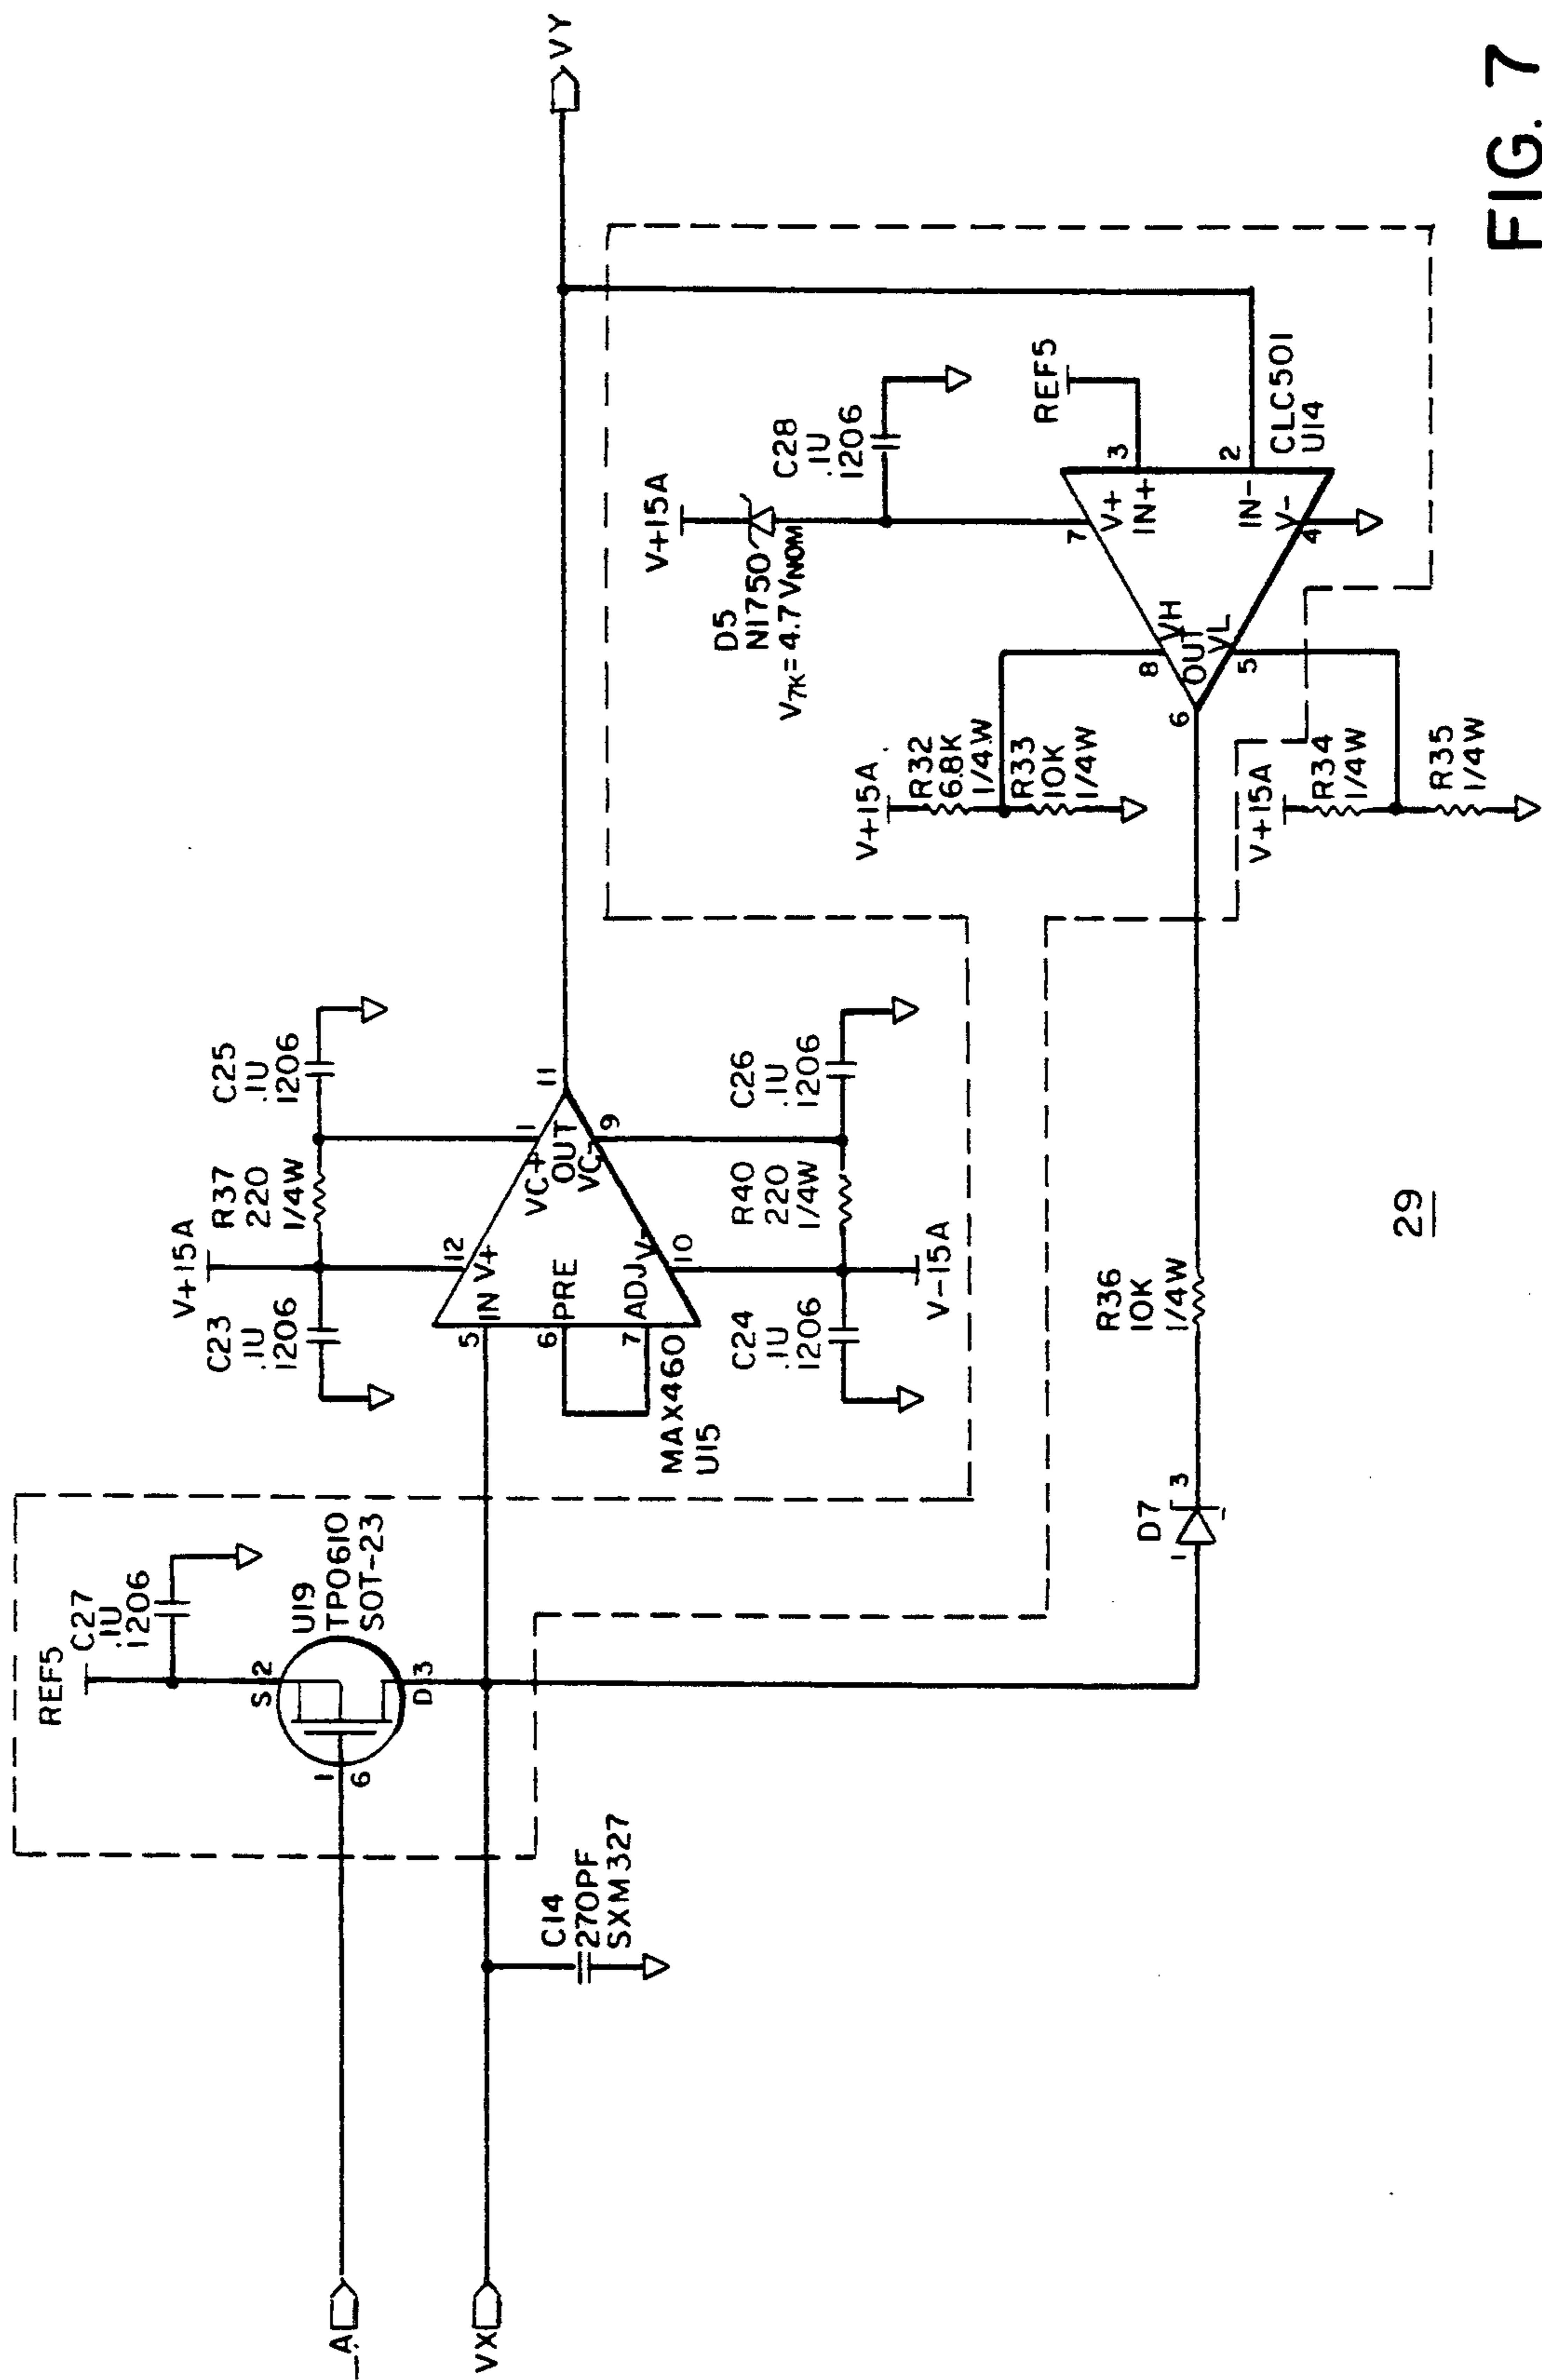 REF5
C27
.1U
1206
S
2
U19
TP0610
SOT-23
1
6
D
3
_A
VX
C14
270PF
SXM327
V+15A
C23
.1U
1206
R37
220
1/4W
C25
.1U
1206
12
V+
1
VC+
11
OUT
5
IN
6
PRE
7
ADJ
V-
10
VC-
9
MAX460
U15
C24
.1U
1206
R40
220
1/4W
C26
.1U
1206
V-15A
VY
V+15A
D5
N1750
V7K=4.7VNOM
C28
.1U
1206
REF5
7
V+
3
IN+
2
IN-
V-
4
CLC501
U14
8
VH
OUT
6
VL
5
V+15A
R32
6.8K
1/4W
R33
10K
1/4W
V+15A
R34
1/4W
R35
1/4W
R36
10K
1/4W
D7
1
3
29
FIG. 7